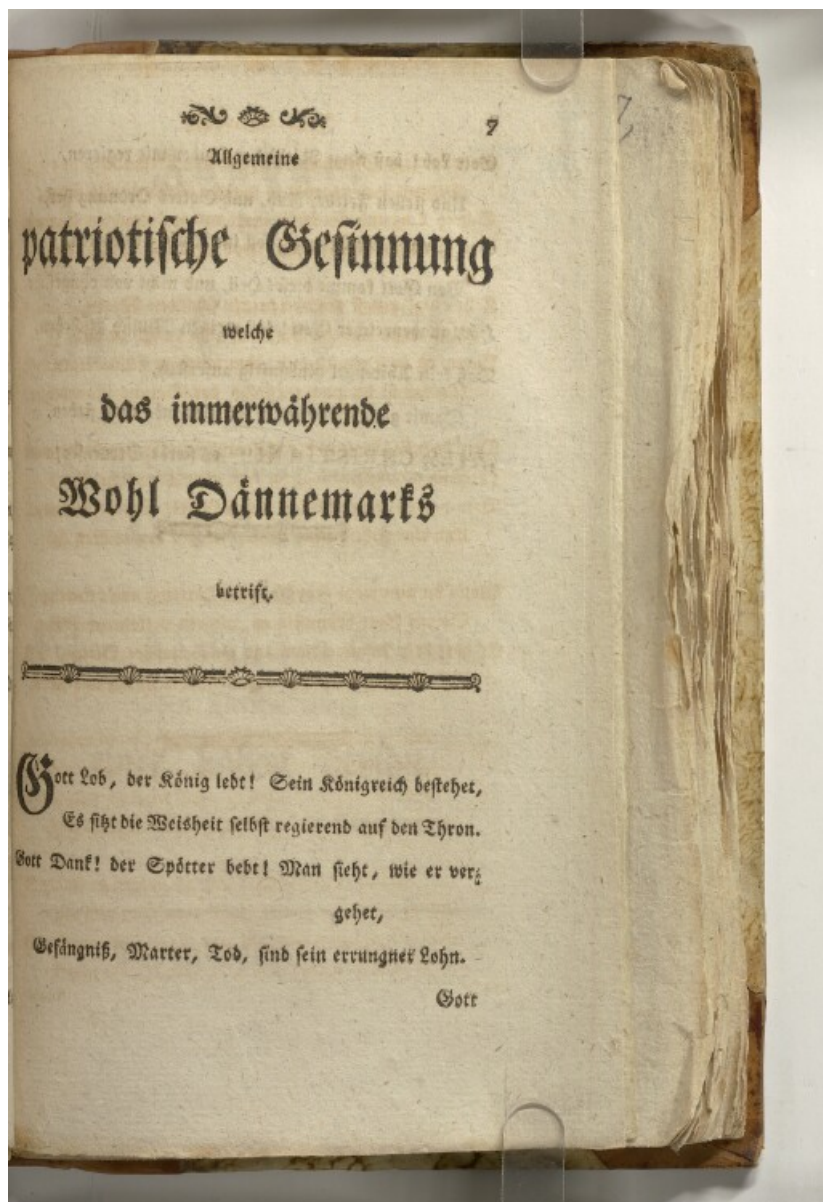 7
7
Allgemeine
patriotische Gesinnung
welche
das immerwährende
Wohl Dännemarks
betrift.
Gott Lob, der König lebt! Sein Königreich bestehet,
Es sitzt die Weisheit selbst regierend auf den Thron.
Gott Dank! der Spötter bebt! Man sieht, wie er ver-
gehet,
Gefängniß, Marter, Tod, sind sein errungner Lohn.
Gott